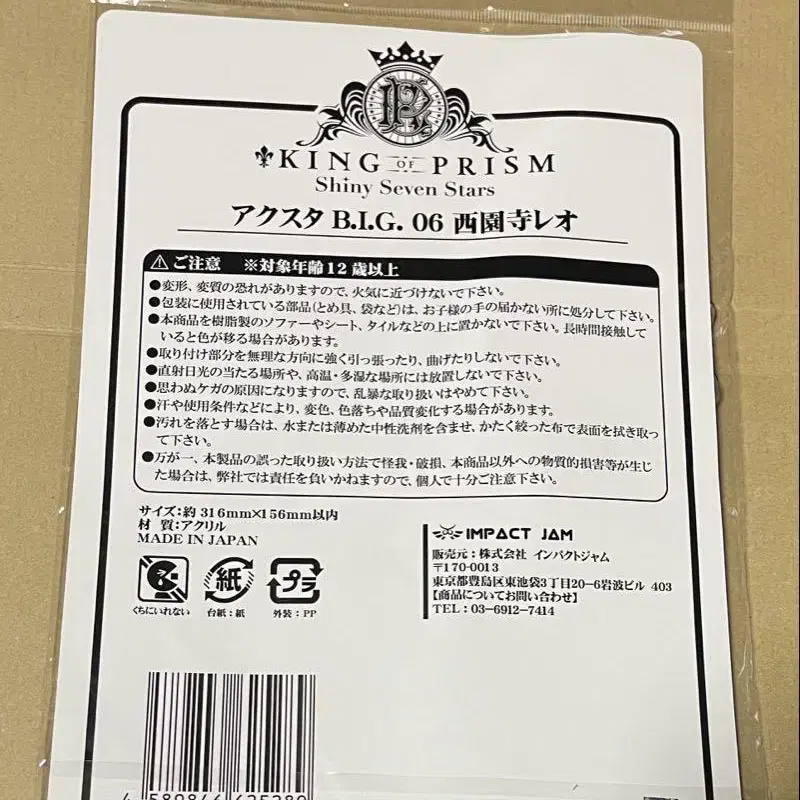 KING OF PRISM
Shiny Seven Stars
アクスタ B.I.G. 06 西園寺レオ
ご注意 ※対象年齢12歳以上
●変形、変質の恐れがありますので、火気に近づけないで下さい。
●包装に使用されている部品(とめ具、袋など)は、お子様の手の届かない所に処分して下さい。
●本商品を樹脂製のソファーやシート、タイルなどの上に置かないで下さい。長時間接触して
いると色が移る場合があります。
●取り付け部分を無理な方向に強く引っ張ったり、曲げたりしないで下さい。
●直射日光の当たる場所や、高温・多湿な場所には放置しないで下さい。
●思わぬケガの原因になりますので、乱暴な取り扱いはやめて下さい。
●汗や使用条件などにより、変色、色落ちや品質変化する場合があります。
●汚れを落とす場合は、水または薄めた中性洗剤を含ませ、かたく絞った布で表面を拭き取っ
て下さい。
●万が一、本製品の誤った取り扱い方法で怪我・破損、本商品以外への物質的損害等が生じ
た場合は、弊社では責任を負いかねますので、個人で十分ご注意下さい。
サイズ：約316mm×156mm以内
材 質：アクリル
MADE IN JAPAN
紙
プラ
くちにいれない
台紙：紙
外装：PP
IMPACT JAM
販売元：株式会社 インパクトジャム
〒170-0013
東京都豊島区東池袋3丁目20-6岩波ビル 403
【商品についてお問い合わせ】
TEL：03-6912-7414